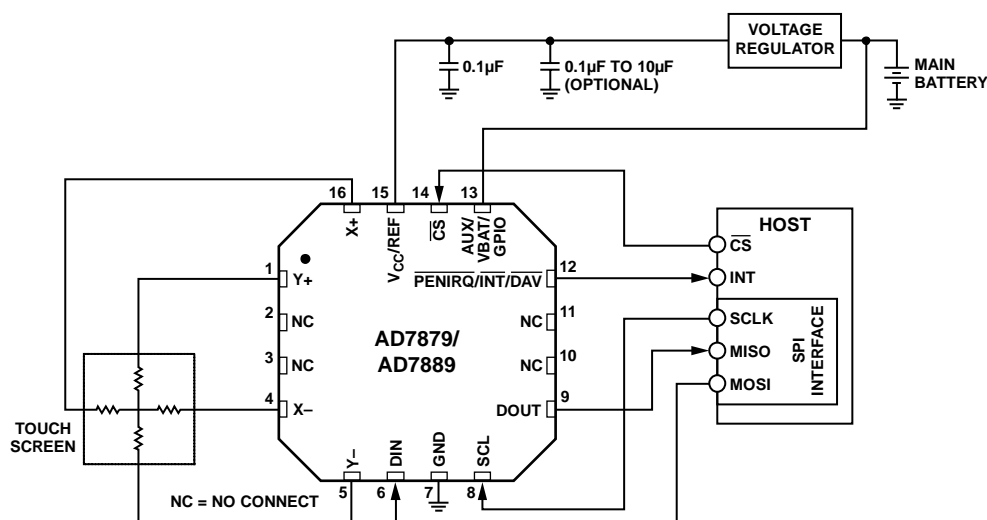 VOLTAGE
REGULATOR
0.1µF
0.1µF TO 10µF
(OPTIONAL)
MAIN
BATTERY
16
15
14
13
X+
VCC/REF
CS
AUX/
VBAT/
GPIO
HOST
CS
INT
SCLK
MISO
MOSI
SPI
INTERFACE
1
Y+
PENIRQ/INT/DAV
12
2
NC
NC
11
AD7879/
AD7889
3
NC
NC
10
4
X–
DOUT
9
TOUCH
SCREEN
Y–
DIN
GND
SCL
5
6
7
8
NC = NO CONNECT